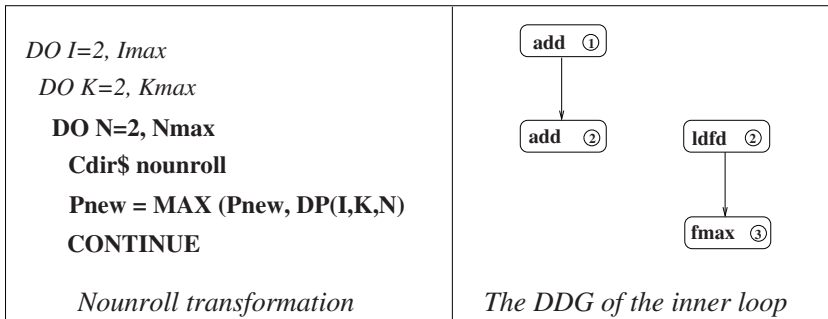 DO I=2, Imax
DO K=2, Kmax
DO N=2, Nmax
Cdir$ nounroll
Pnew = MAX (Pnew, DP(I,K,N)
CONTINUE
Nounroll transformation
add ①
add ②
ldfd ②
fmax ③
The DDG of the inner loop